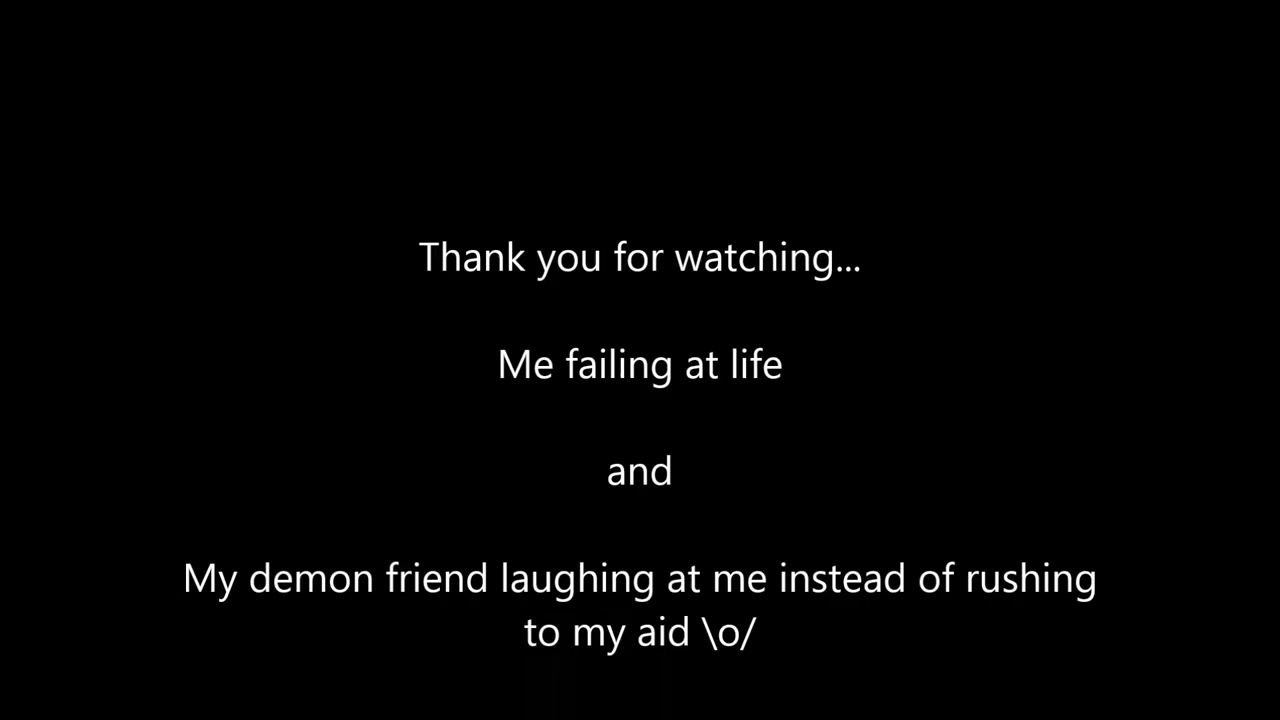 Thank you for watching...
Me failing at life
and
My demon friend laughing at me instead of rushing
to my aid \o/